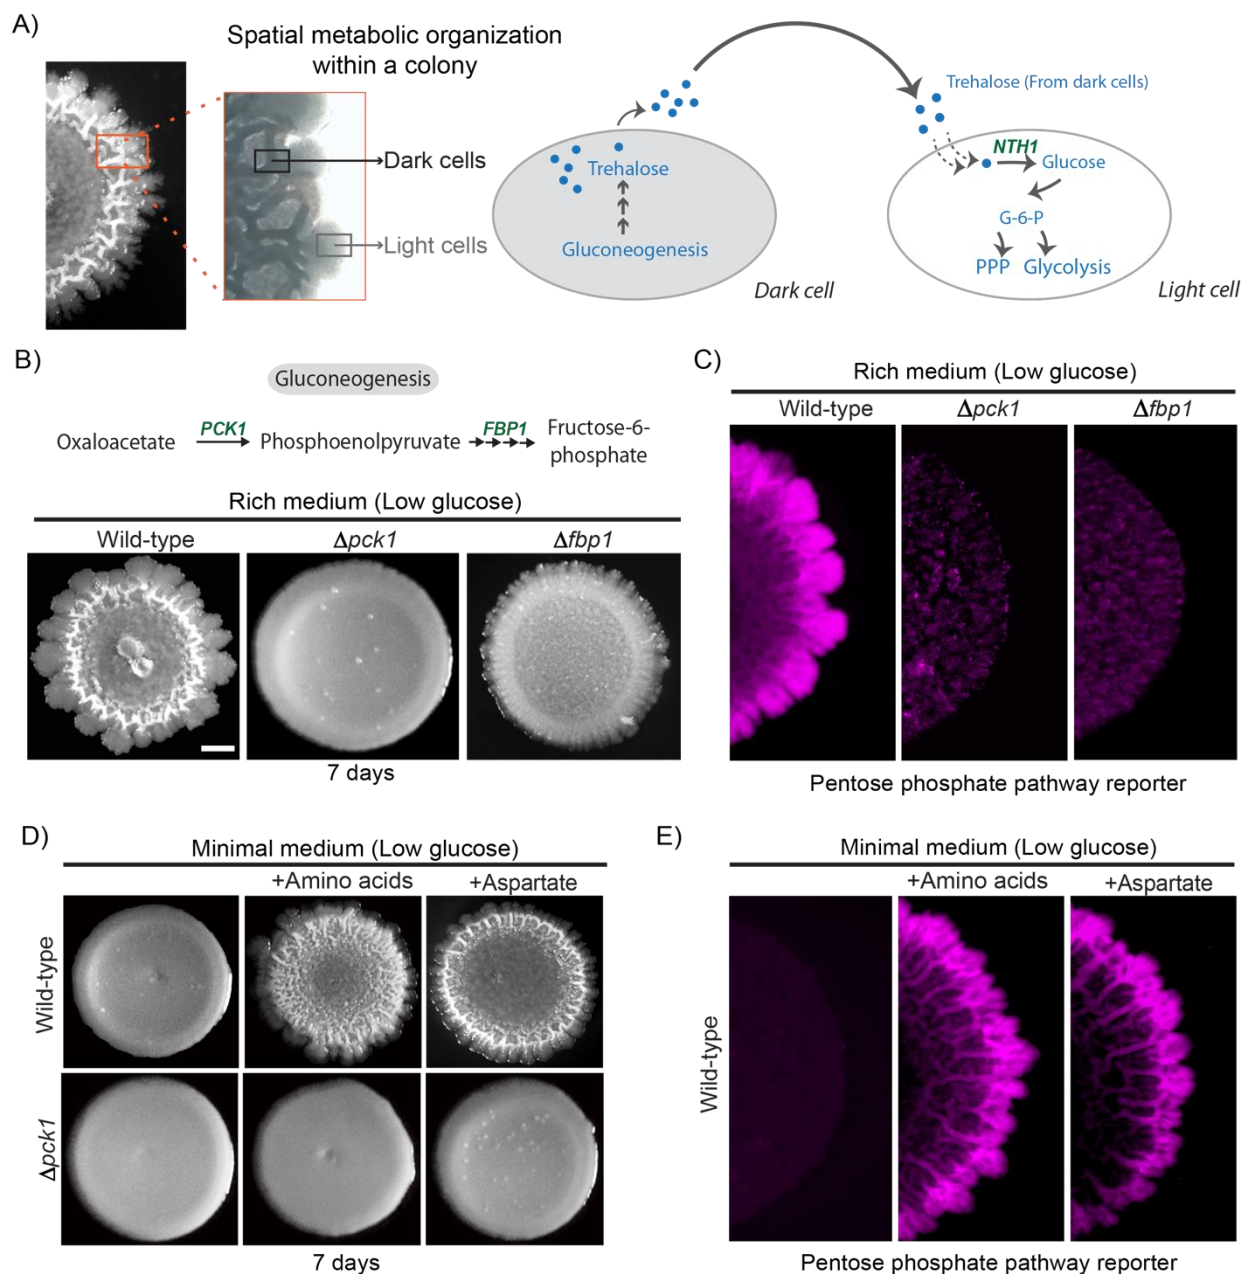 A)
Spatial metabolic organization
within a colony
Dark cells
Light cells
Trehalose
Gluconeogenesis
Dark cell
Trehalose (From dark cells)
NTH1
Glucose
G-6-P
PPP Glycolysis
Light cell
B)
Gluconeogenesis
Oxaloacetate PCK1 Phosphoenolpyruvate FBP1 Fructose-6-
phosphate
Rich medium (Low glucose)
Wild-type Δpck1 Δfbp1
7 days
C)
Rich medium (Low glucose)
Wild-type Δpck1 Δfbp1
Pentose phosphate pathway reporter
D)
Minimal medium (Low glucose)
+Amino acids +Aspartate
Wild-type
Δpck1
7 days
E)
Minimal medium (Low glucose)
+Amino acids +Aspartate
Wild-type
Pentose phosphate pathway reporter